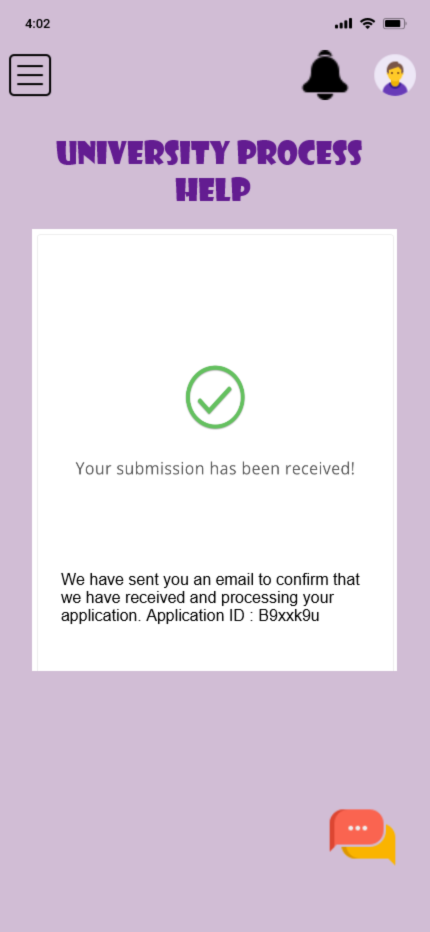 4:02
UNIVERSITY PROCESS
HELP
Your submission has been received!
We have sent you an email to confirm that
we have received and processing your
application. Application ID : B9xxk9u